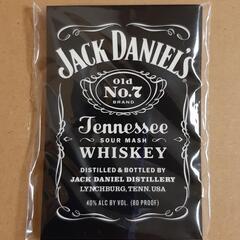 JACK DANIEL'S
Old
No.7
BRAND
Tennessee
SOUR MASH
WHISKEY
DISTILLED & BOTTLED BY
JACK DANIEL DISTILLERY
LYNCHBURG, TENN. USA
40% ALC BY VOL. (80 PROOF)